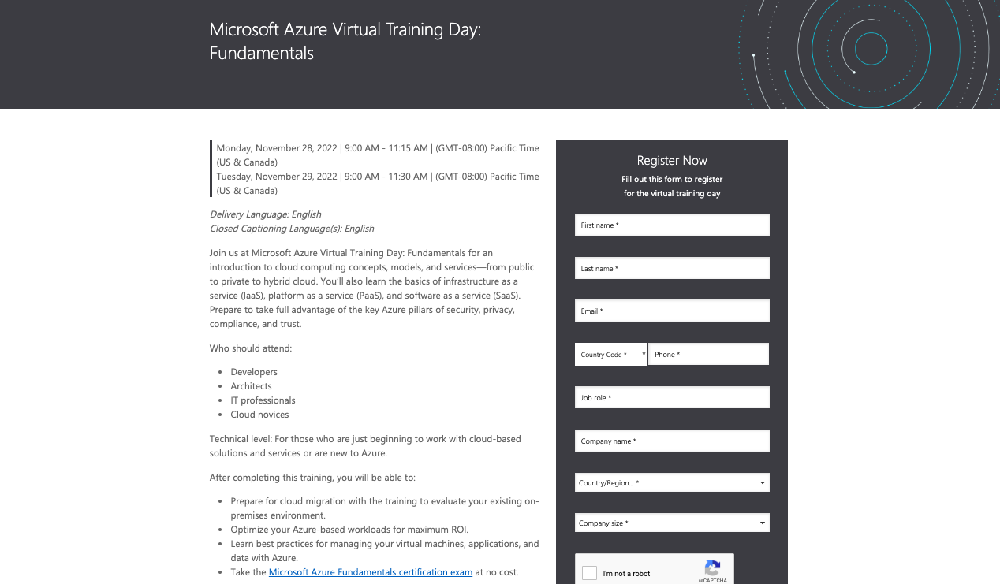 Microsoft Azure Virtual Training Day:
Fundamentals
Monday, November 28, 2022 | 9:00 AM - 11:15 AM | (GMT-08:00) Pacific Time
(US & Canada)
Tuesday, November 29, 2022 | 9:00 AM - 11:30 AM | (GMT-08:00) Pacific Time
(US & Canada)
Delivery Language: English
Closed Captioning Language(s): English
Join us at Microsoft Azure Virtual Training Day: Fundamentals for an
introduction to cloud computing concepts, models, and services—from public
to private to hybrid cloud. You'll also learn the basics of infrastructure as a
service (IaaS), platform as a service (PaaS), and software as a service (SaaS).
Prepare to take full advantage of the key Azure pillars of security, privacy,
compliance, and trust.
Who should attend:
• Developers
• Architects
• IT professionals
• Cloud novices
Technical level: For those who are just beginning to work with cloud-based
solutions and services or are new to Azure.
After completing this training, you will be able to:
• Prepare for cloud migration with the training to evaluate your existing on-
premises environment.
• Optimize your Azure-based workloads for maximum ROI.
• Learn best practices for managing your virtual machines, applications, and
data with Azure.
• Take the Microsoft Azure Fundamentals certification exam at no cost.
Register Now
Fill out this form to register
for the virtual training day
First name *
Last name *
Email *
Country Code * Phone *
Job role *
Company name *
Country/Region... *
Company size *
I'm not a robot
reCAPTCHA